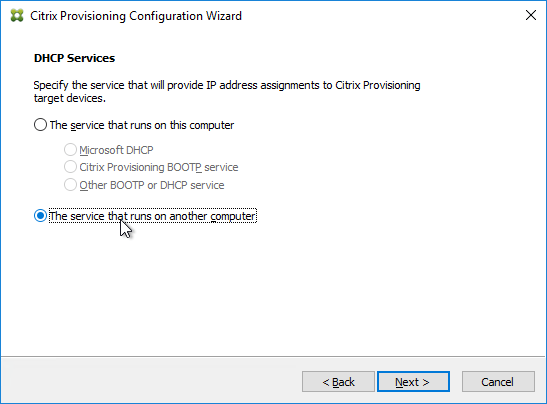 Citrix Provisioning Configuration Wizard
DHCP Services
Specify the service that will provide IP address assignments to Citrix Provisioning
target devices.
The service that runs on this computer
Microsoft DHCP
Citrix Provisioning BOOTP service
Other BOOTP or DHCP service
The service that runs on another computer
< Back
Next >
Cancel